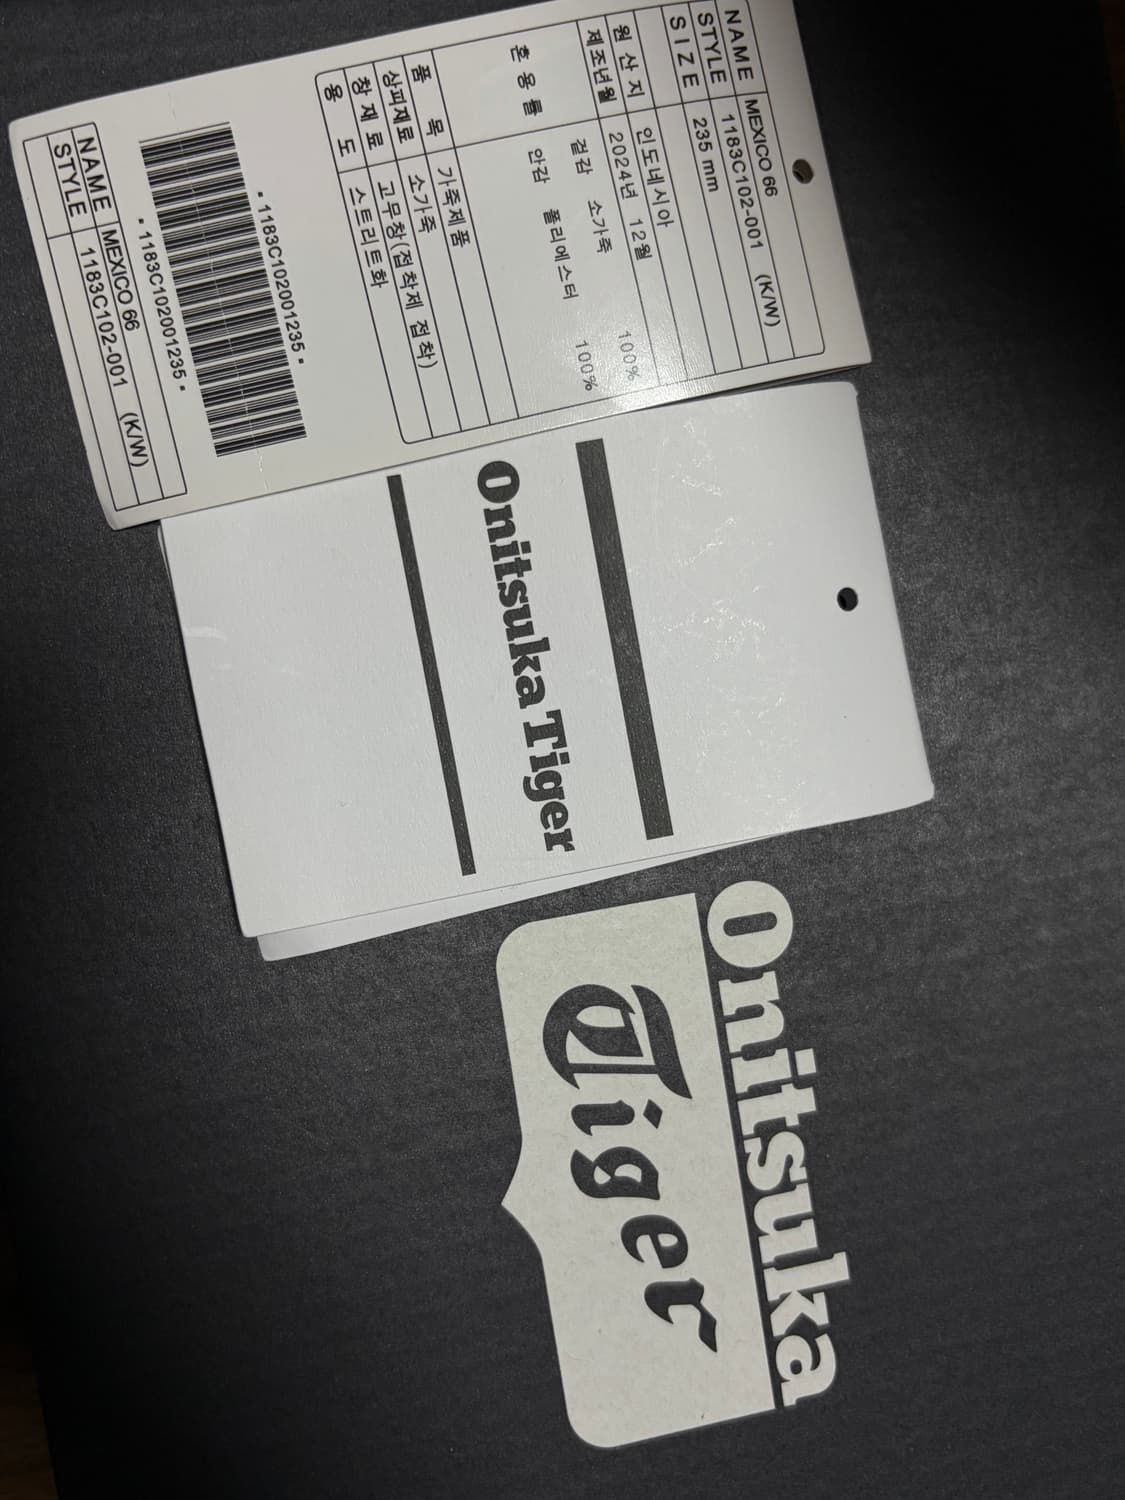 NAME MEXICO 66
STYLE 1183C102-001 (K/W)
SIZE 235 mm
원산지 인도네시아
제조년월 2024년 12월
혼용률 겉감 소가죽 100%
안감 폴리에스터 100%
품목 가죽제품
상피재료 소가죽
창재료 고무창(접착제 접착)
용도 스트리트화
•1183C102001235•
•1183C102001235•
NAME MEXICO 66
STYLE 1183C102-001 (K/W)
Onitsuka Tiger
Onitsuka
Tiger